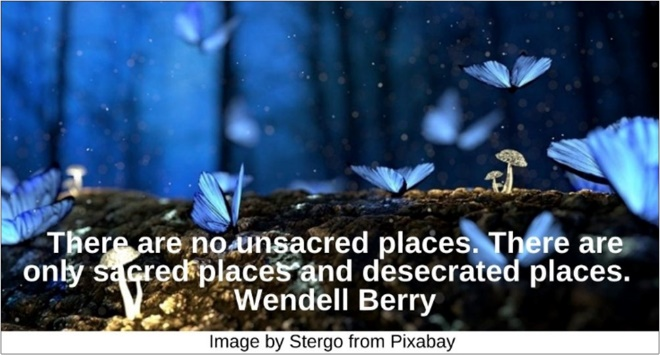 There are no unsacred places. There are
only sacred places and desecrated places.
Wendell Berry
Image by Stergo from Pixabay